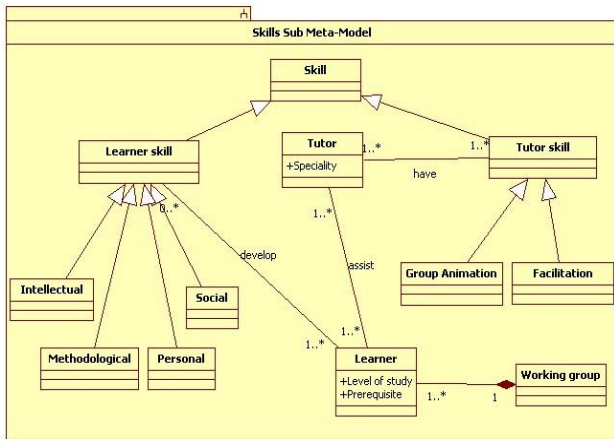 Skills Sub Meta-Model
Skill
Learner skill
Tutor
+Speciality
1..*
1..*
have
Tutor skill
0..*
1..*
develop
assist
Intellectual
Social
Group Animation
Facilitation
Methodological
Personal
1..*
1..*
Learner
+Level of study
+Prerequisite
1..*
1
Working group